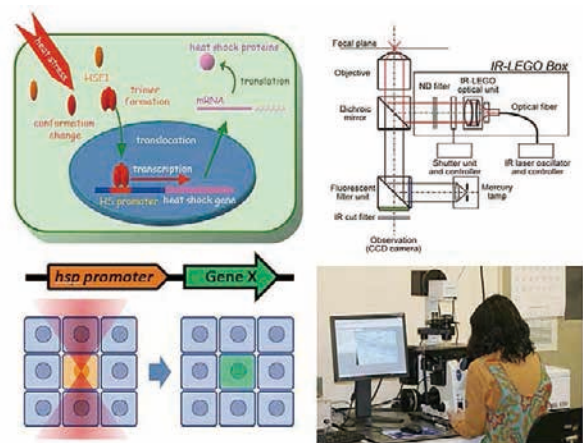 heat stress
HSF1
trimer
formation
conformation
change
heat shock proteins
translation
mRNA
translocation
transcription
HS promoter
heat shock gene
Focal plane
Objective
Dichroic
mirror
IR-LEGO Box
ND filter
IR-LEGO
optical unit
Optical fiber
Shutter unit
and controller
IR laser oscilator
and controller
Fluorescent
filter unit
Mercury
lamp
IR cut filter
Observation
(CCD camera)
hsp promoter
Gene X